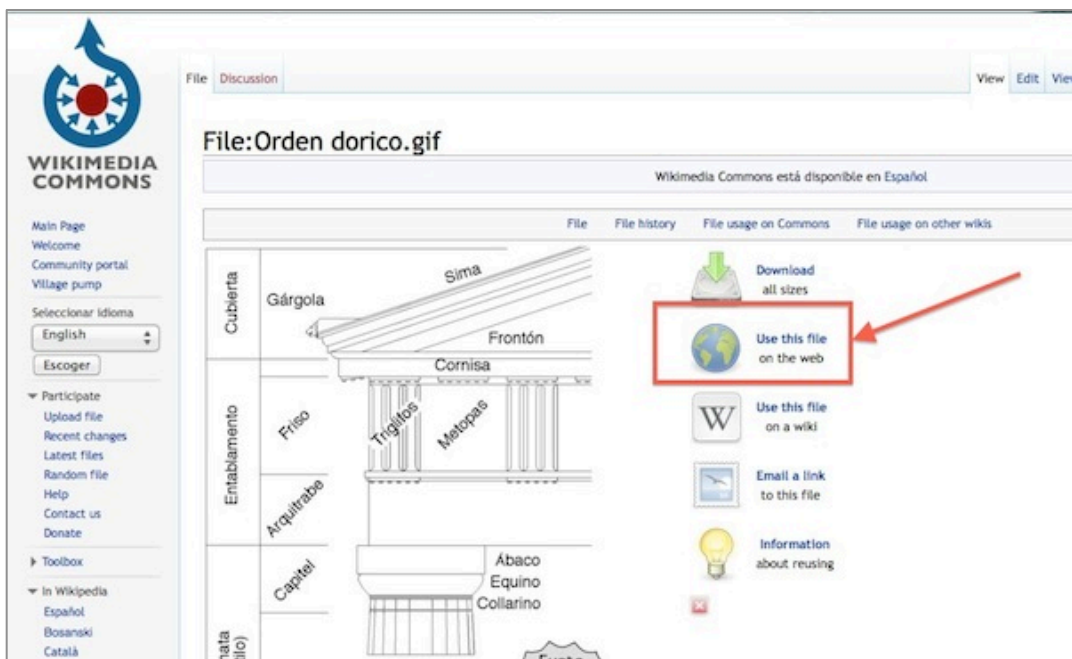 WIKIMEDIA
COMMONS
Main Page
Welcome
Community portal
Village pump
Seleccionar idioma
English
Escoger
Participate
Upload file
Recent changes
Latest files
Random file
Help
Contact us
Donate
Toolbox
In Wikipedia
Español
Bosanski
Català
File Discussion
View Edit
File:Orden dorico.gif
Wikimedia Commons está disponible en Español
File File history File usage on Commons File usage on other wikis
Cubierta
Gárgola
Sima
Frontón
Cornisa
Entablamento
Friso
Triglifos
Metopas
Arquitrabe
Capitel
Ábaco
Equino
Collarino
Download
all sizes
Use this file
on the web
Use this file
on a wiki
Email a link
to this file
Information
about reusing